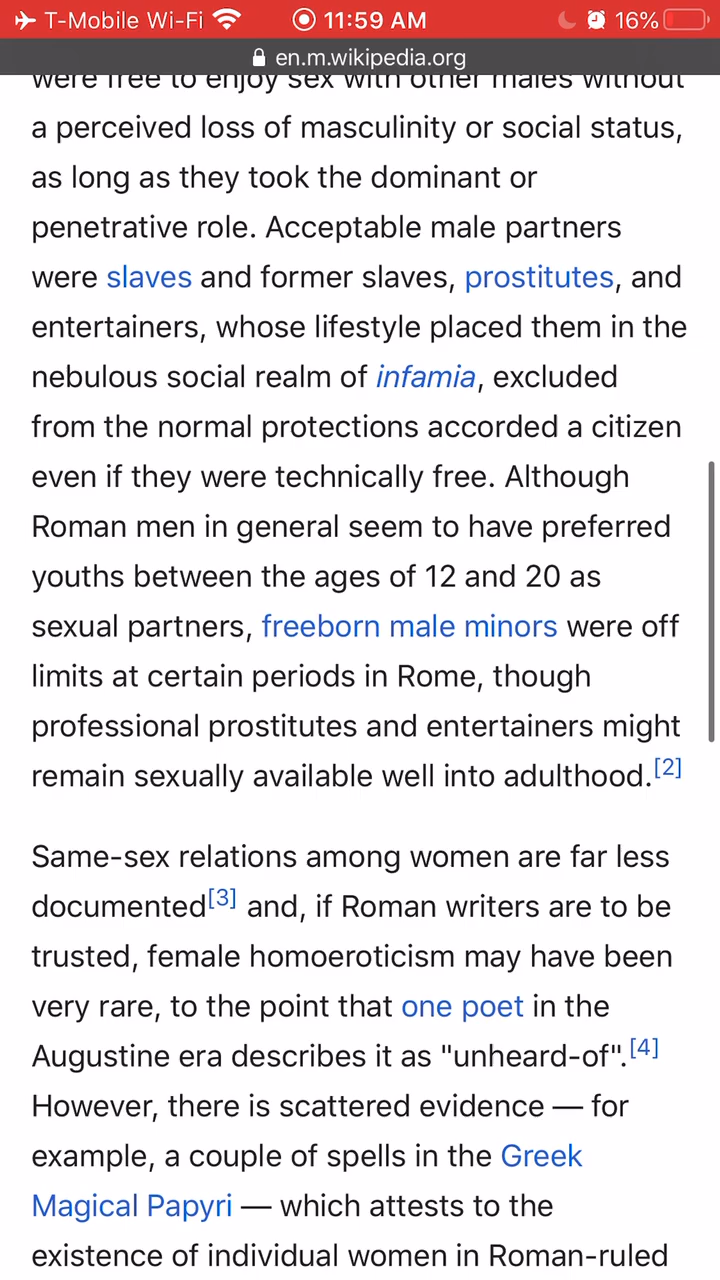 T-Mobile Wi-Fi 11:59 AM 16%
en.m.wikipedia.org
were free to enjoy sex with other males without
a perceived loss of masculinity or social status,
as long as they took the dominant or
penetrative role. Acceptable male partners
were slaves and former slaves, prostitutes, and
entertainers, whose lifestyle placed them in the
nebulous social realm of infamia, excluded
from the normal protections accorded a citizen
even if they were technically free. Although
Roman men in general seem to have preferred
youths between the ages of 12 and 20 as
sexual partners, freeborn male minors were off
limits at certain periods in Rome, though
professional prostitutes and entertainers might
remain sexually available well into adulthood.[2]
Same-sex relations among women are far less
documented[3] and, if Roman writers are to be
trusted, female homoeroticism may have been
very rare, to the point that one poet in the
Augustine era describes it as "unheard-of".[4]
However, there is scattered evidence — for
example, a couple of spells in the Greek
Magical Papyri — which attests to the
existence of individual women in Roman-ruled